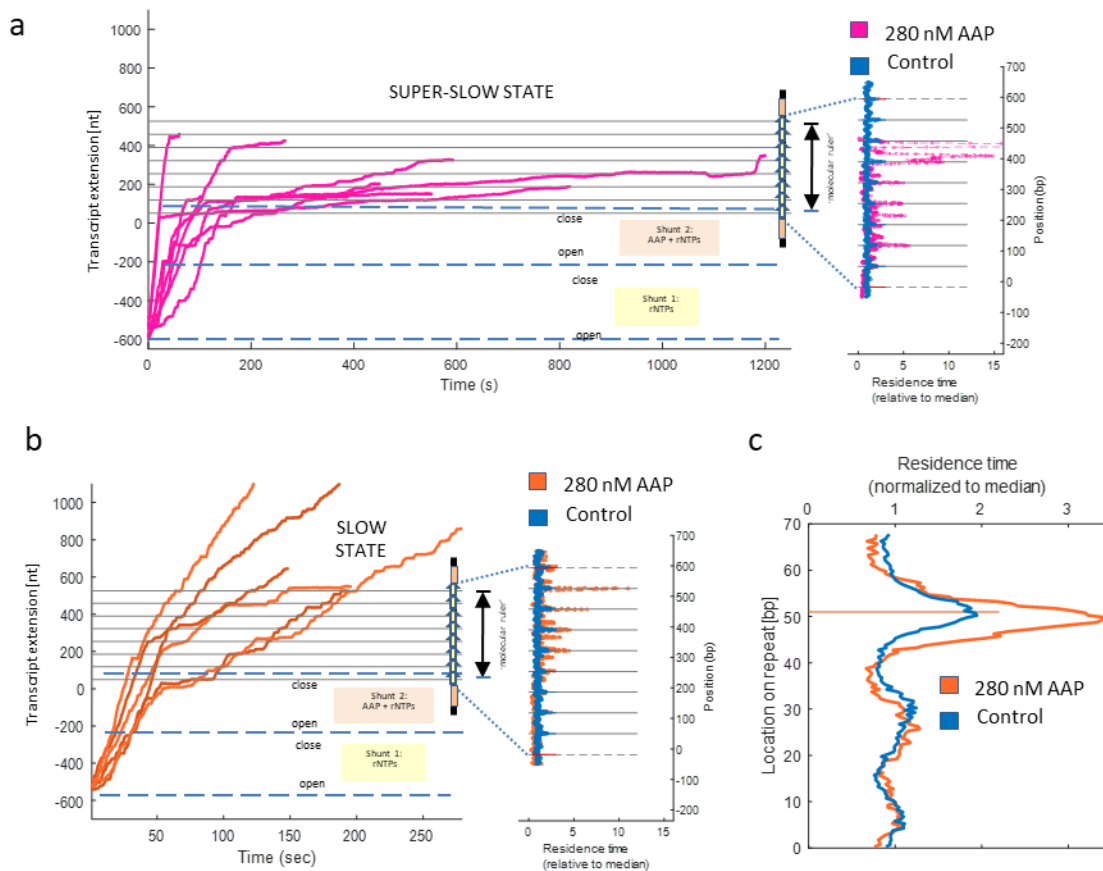 a
280 nM AAP
Control
SUPER-SLOW STATE
Transcript extension[nt]
1000
800
600
400
200
0
-200
-400
-600
close
Shunt 2:
AAP + rNTPs
open
close
Shunt 1:
rNTPs
open
0
200
400
600
800
1000
1200
Time (s)
'molecular ruler'
700
600
500
400
300
200
100
0
-100
-200
Position(bp)
0
5
10
15
Residence time
(relative to median)
b
280 nM AAP
Control
SLOW
STATE
Transcript extension[nt]
1000
800
600
400
200
0
-200
-400
-600
close
Shunt 2:
AAP + rNTPs
open
close
Shunt 1:
rNTPs
open
50
100
150
200
250
Time (sec)
'molecular ruler'
700
600
500
400
300
200
100
0
-100
-200
Position(bp)
0
5
10
15
Residence time
(relative to median)
c
Residence time
(normalized to median)
0
1
2
3
Location on repeat [bp]
70
60
50
40
30
20
10
0
280 nM AAP
Control